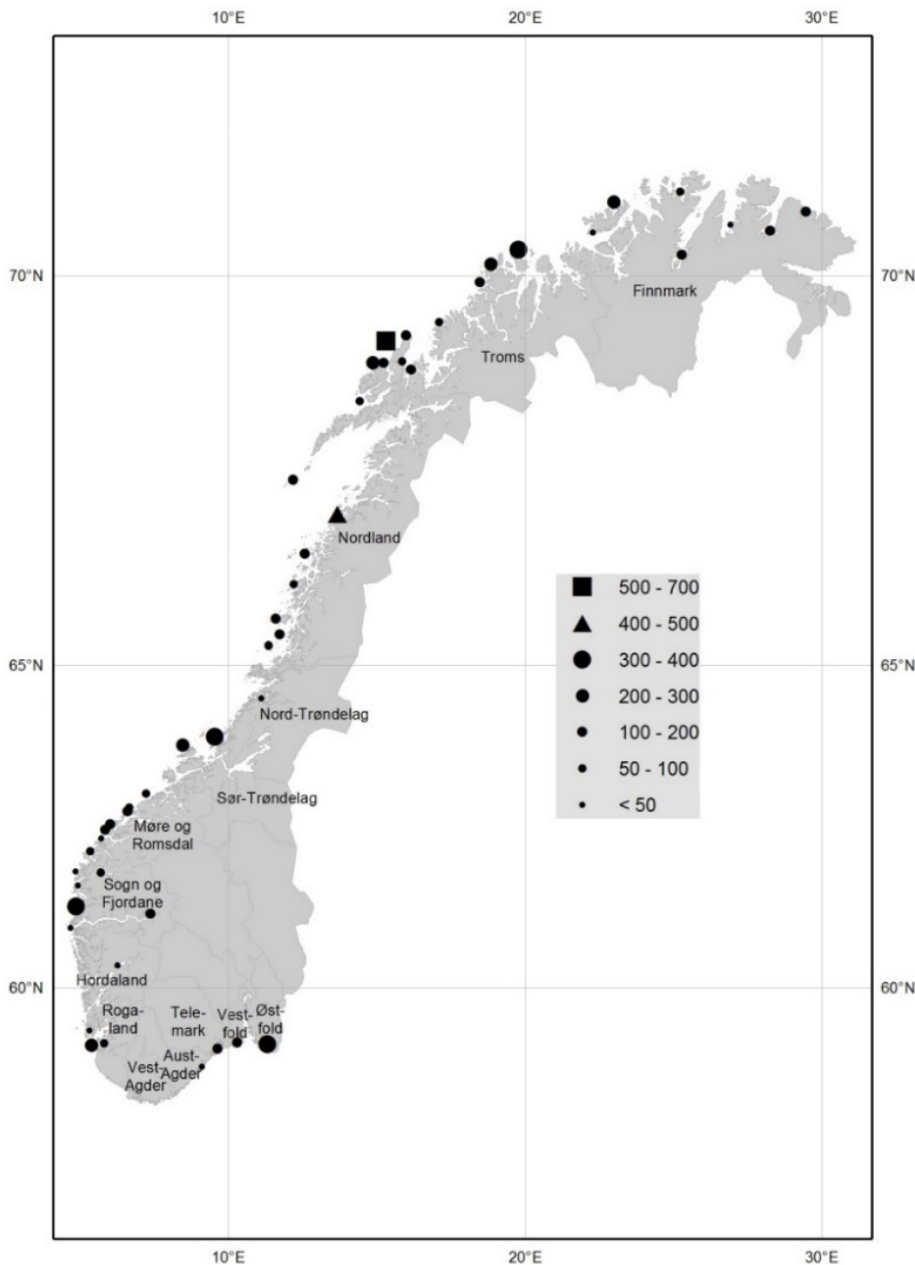 10°E 20°E 30°E
70°N 70°N
Finnmark
Troms
Nordland
500 - 700
400 - 500
300 - 400
200 - 300
100 - 200
50 - 100
< 50
65°N 65°N
Nord-Trøndelag
Sør-Trøndelag
Møre og
Romsdal
Sogn og
Fjordane
Hordaland
60°N 60°N
Roga-
land
Tele-
mark
Vest-
fold
Øst-
fold
Aust-
Agder
Vest-
Agder
10°E 20°E 30°E